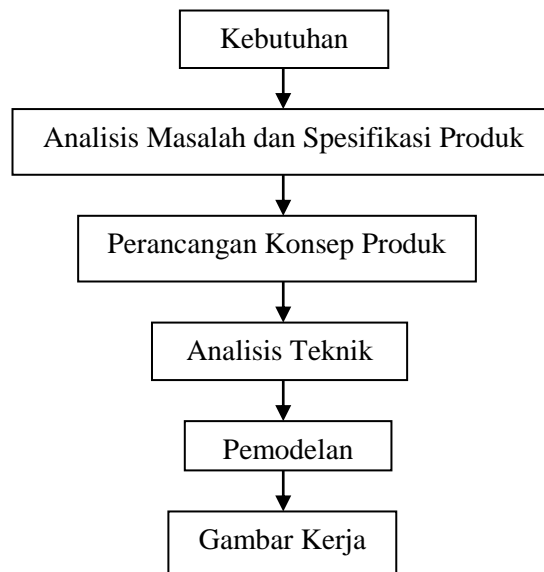 Kebutuhan
Analisis Masalah dan Spesifikasi Produk
Perancangan Konsep Produk
Analisis Teknik
Pemodelan
Gambar Kerja